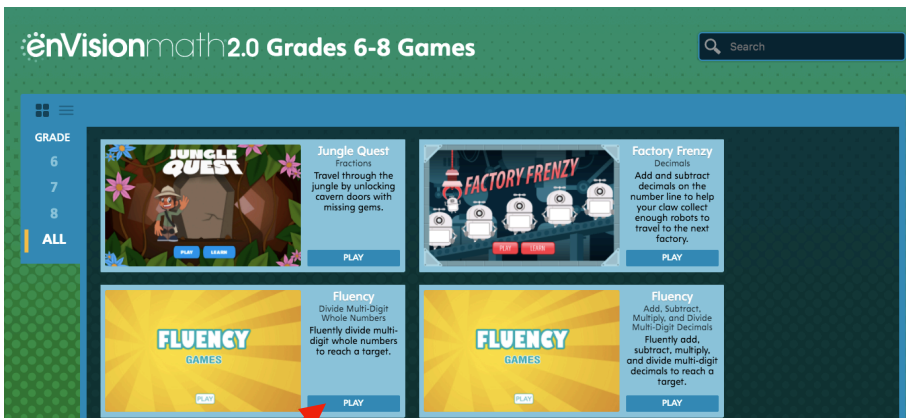 enVisionmath2.0 Grades 6-8 Games
Search
GRADE
6
7
8
ALL
JUNGLE
QUEST
PLAY LEARN
Jungle Quest
Fractions
Travel through the
jungle by unlocking
cavern doors with
missing gems.
PLAY
FACTORY FRENZY
PLAY LEARN
Factory Frenzy
Decimals
Add and subtract
decimals on the
number line to help
your claw collect
enough robots to
travel to the next
factory.
PLAY
FLUENCY
GAMES
PLAY
Fluency
Divide Multi-Digit
Whole Numbers
Fluently divide multi-
digit whole numbers
to reach a target.
PLAY
FLUENCY
GAMES
PLAY
Fluency
Add, Subtract,
Multiply, and Divide
Multi-Digit Decimals
Fluently add,
subtract, multiply,
and divide multi-digit
decimals to reach a
target.
PLAY